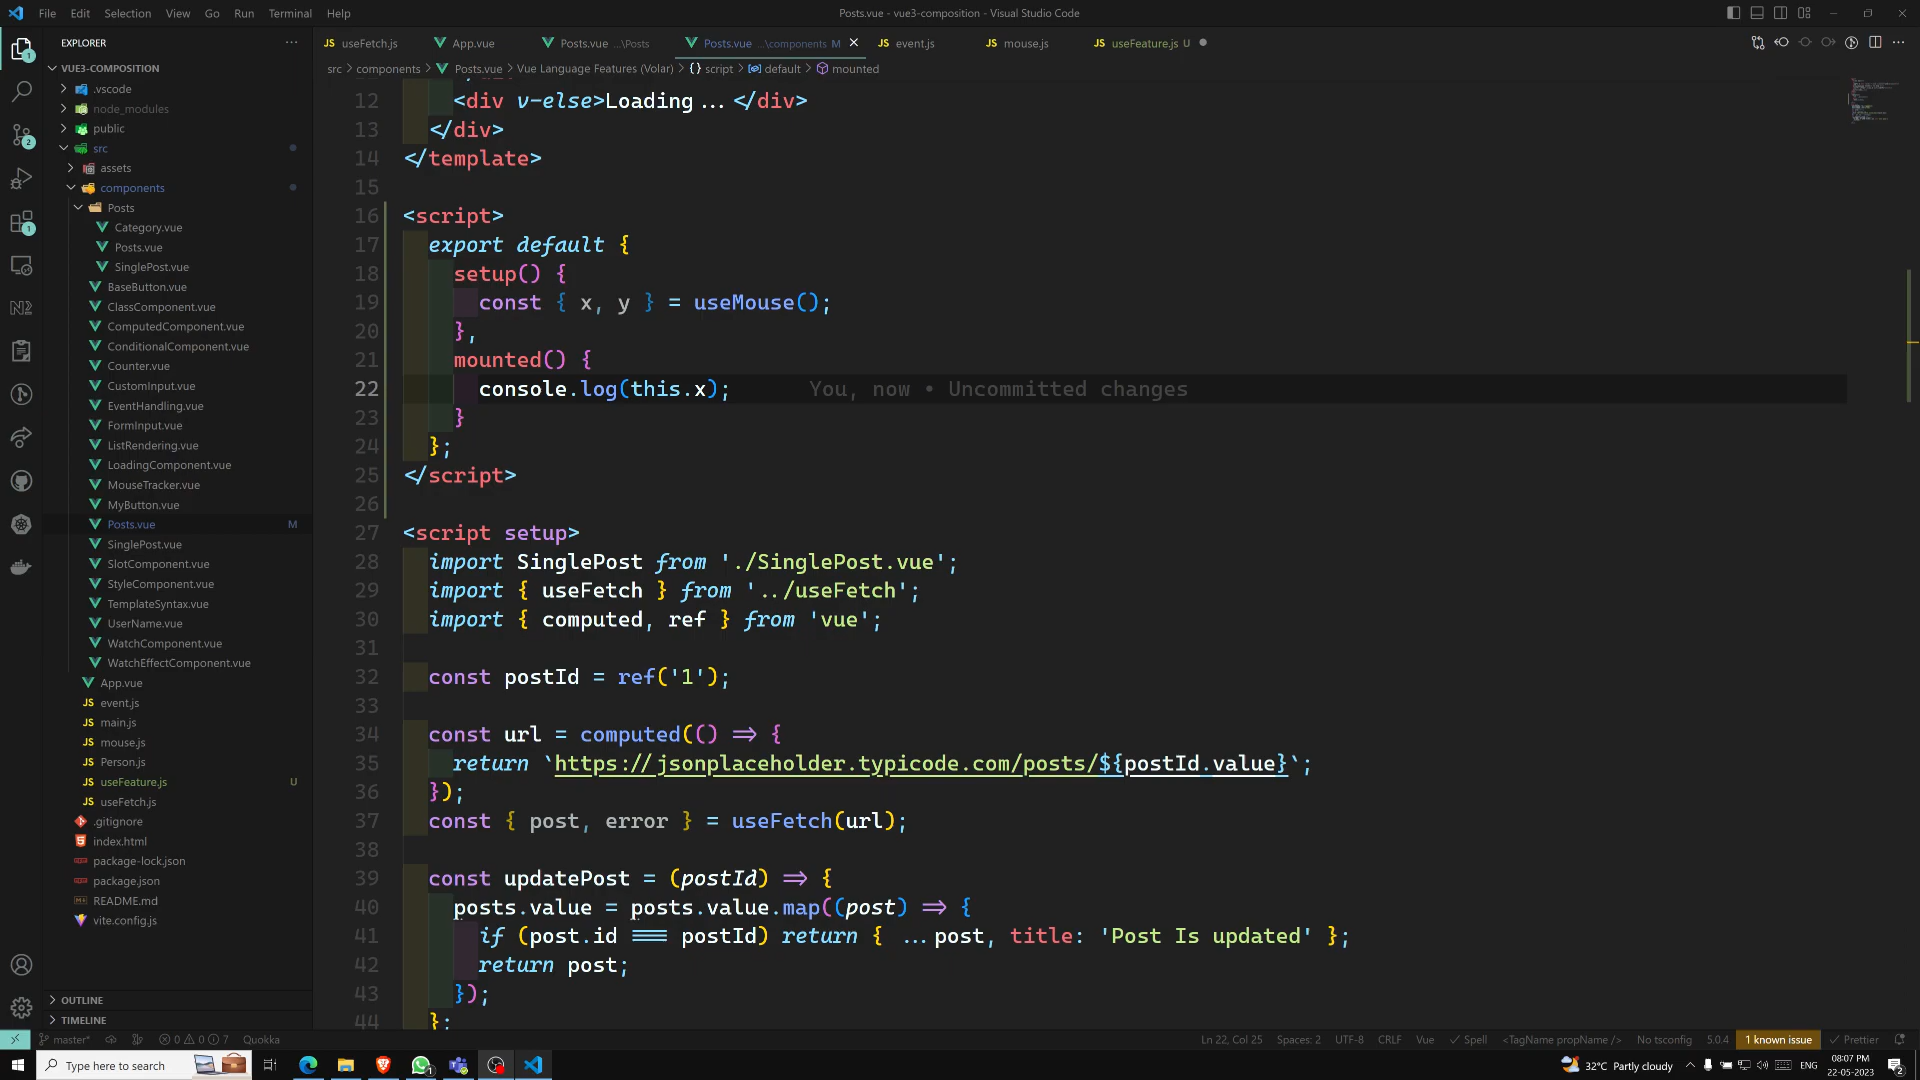 File Edit Selection View Go Run Terminal Help
Posts.vue - vue3-composition - Visual Studio Code
EXPLORER
VUE3-COMPOSITION
.vscode
node_modules
public
src
assets
components
Posts
Category.vue
Posts.vue
SinglePost.vue
BaseButton.vue
ClassComponent.vue
ComputedComponent.vue
ConditionalComponent.vue
Counter.vue
CustomInput.vue
EventHandling.vue
FormInput.vue
ListRendering.vue
LoadingComponent.vue
MouseTracker.vue
MyButton.vue
Posts.vue M
SinglePost.vue
SlotComponent.vue
StyleComponent.vue
TemplateSyntax.vue
UserName.vue
WatchComponent.vue
WatchEffectComponent.vue
App.vue
JS event.js
JS main.js
JS mouse.js
JS Person.js
JS useFeature.js U
JS useFetch.js
.gitignore
index.html
package-lock.json
package.json
README.md
vite.config.js
OUTLINE
TIMELINE
JS useFetch.js App.vue Posts.vue ...\Posts Posts.vue ...\components M JS event.js JS mouse.js JS useFeature.js U
src > components > Posts.vue > Vue Language Features (Volar) > {} script > default > mounted
12 <div v-else>Loading...</div>
13 </div>
14 </template>
15
16 <script>
17 export default {
18 setup() {
19 const { x, y } = useMouse();
20 },
21 mounted() {
22 console.log(this.x); You, now • Uncommitted changes
23 }
24 };
25 </script>
26
27 <script setup>
28 import SinglePost from './SinglePost.vue';
29 import { useFetch } from '../useFetch';
30 import { computed, ref } from 'vue';
31
32 const postId = ref('1');
33
34 const url = computed(() => {
35 return `https://jsonplaceholder.typicode.com/posts/${postId.value}`;
36 });
37 const { post, error } = useFetch(url);
38
39 const updatePost = (postId) => {
40 posts.value = posts.value.map((post) => {
41 if (post.id === postId) return { ...post, title: 'Post Is updated' };
42 return post;
43 });
44 };
master* 0 0 7 Quokka
Ln 22, Col 25 Spaces: 2 UTF-8 CRLF Vue Spell <TagName propName /> No tsconfig 5.0.4 1 known issue Prettier
Type here to search
32°C Partly cloudy ENG 08:07 PM
22-05-2023